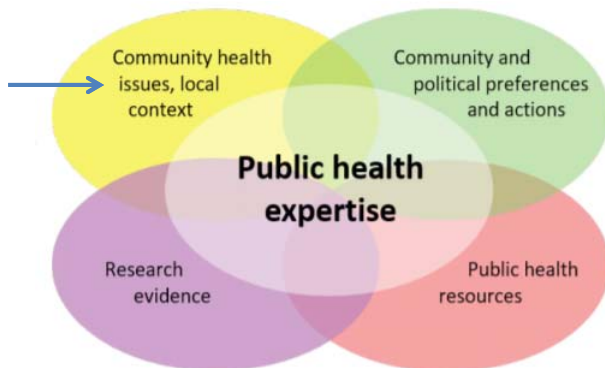 Community health
issues, local
context
Community and
political preferences
and actions
Public health
expertise
Research
evidence
Public health
resources